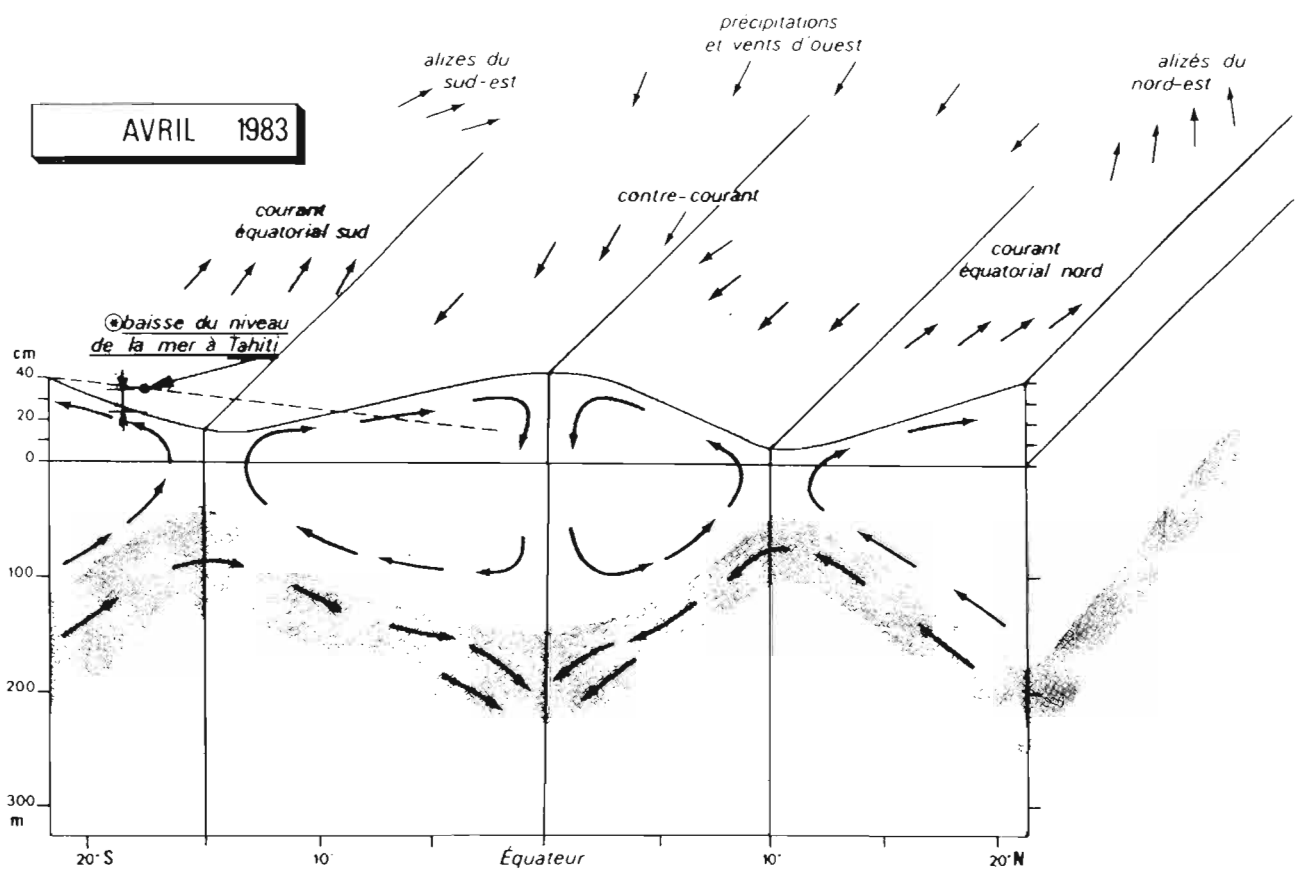 précipitations
et vents d'ouest
alizés du
sud-est
alizés du
nord-est
AVRIL 1983
contre-courant
courant
équatorial sud
courant
équatorial nord
*baisse du niveau
de la mer à Tahiti
cm
40
20
0
100
200
300
m
20°S
10°
Équateur
10°
20°N